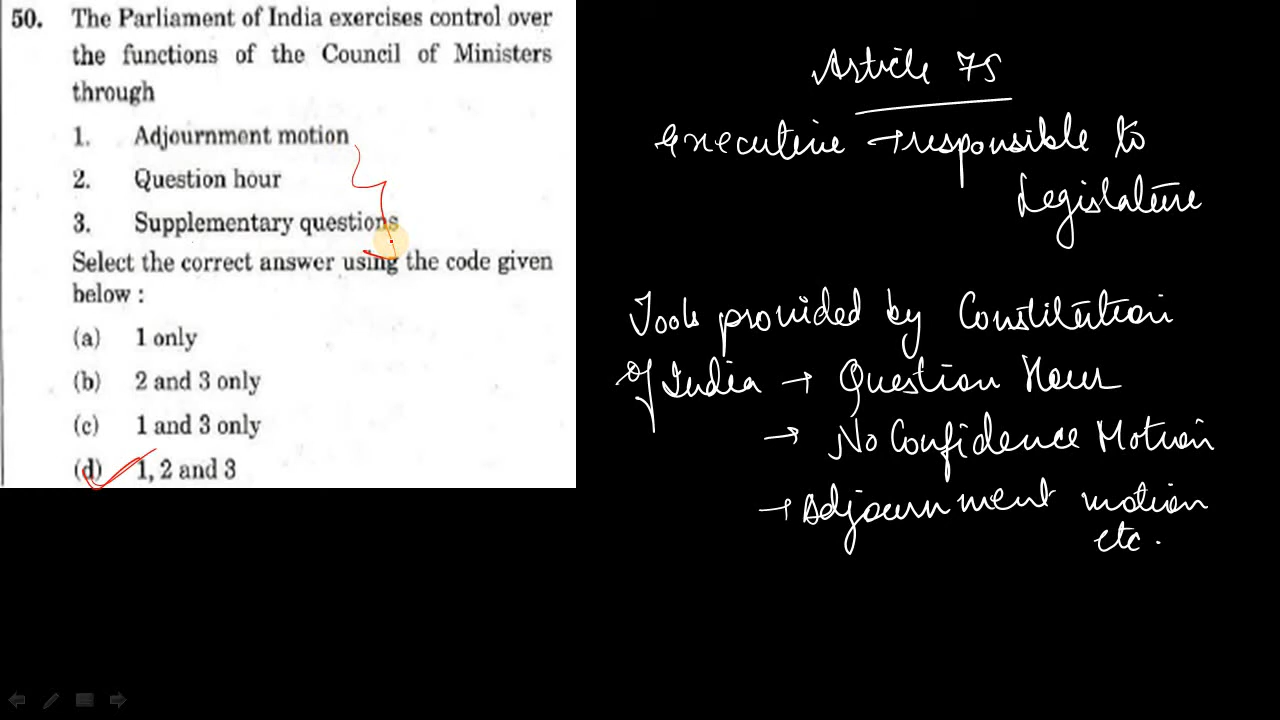 50. The Parliament of India exercises control over
the functions of the Council of Ministers
through
1. Adjournment motion
2. Question hour
3. Supplementary questions
Select the correct answer using the code given
below :
(a) 1 only
(b) 2 and 3 only
(c) 1 and 3 only
(d) 1, 2 and 3
Article 75
executive → responsible to
Legislature
Tools provided by Constitution
of India → Question Hour
→ No Confidence Motion
→ Adjournment motion
etc.